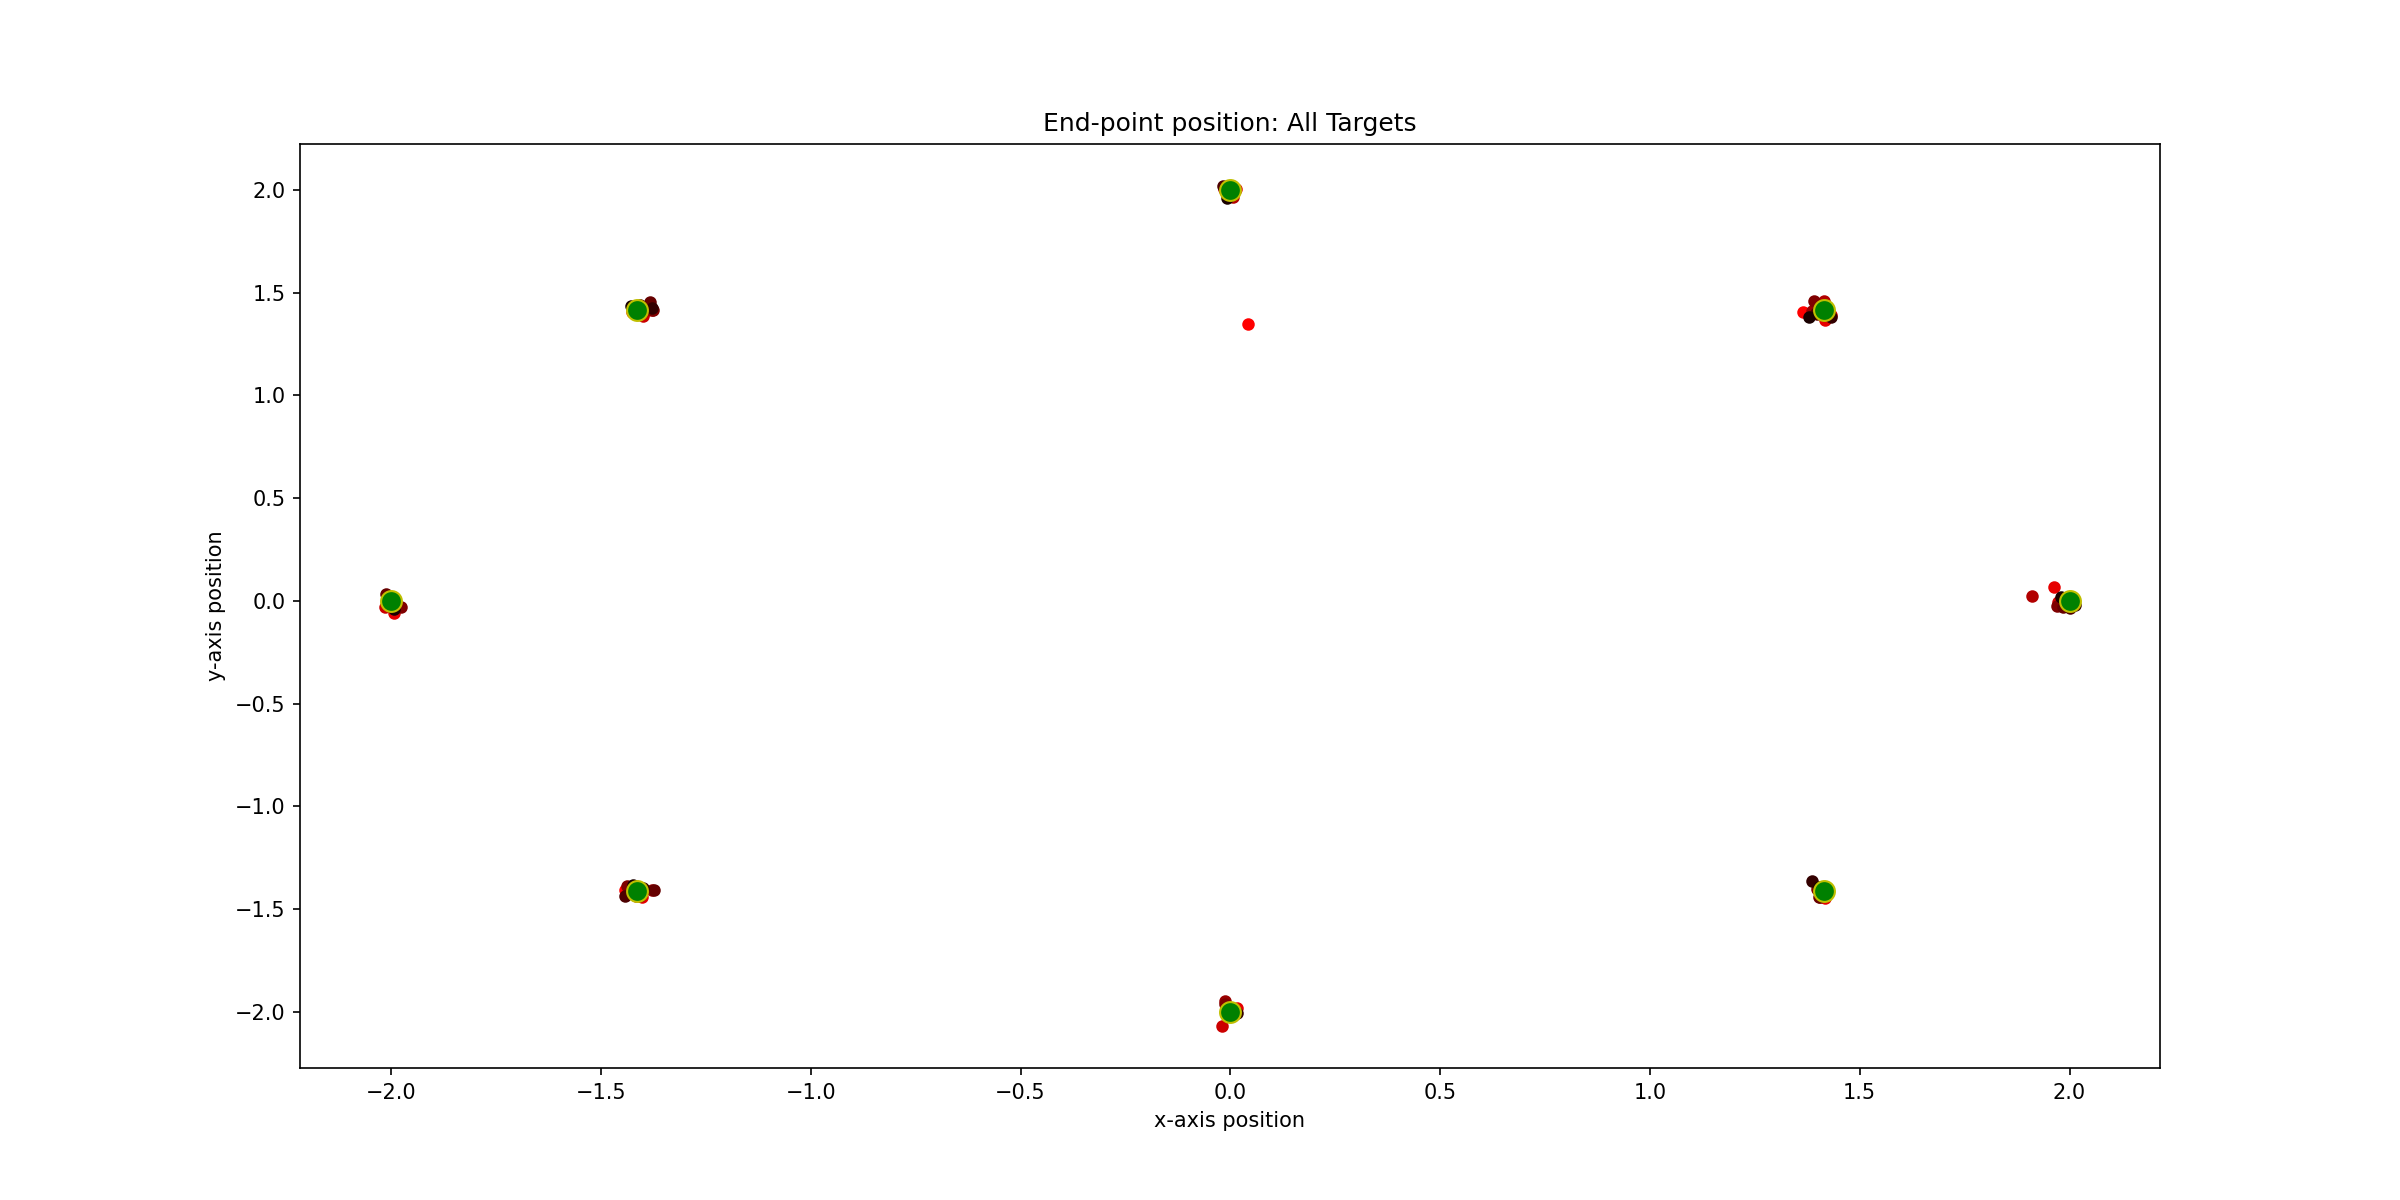 End-point position: All Targets
2.0
1.5
1.0
0.5
0.0
−0.5
−1.0
−1.5
−2.0
y-axis position
−2.0 −1.5 −1.0 −0.5 0.0 0.5 1.0 1.5 2.0
x-axis position